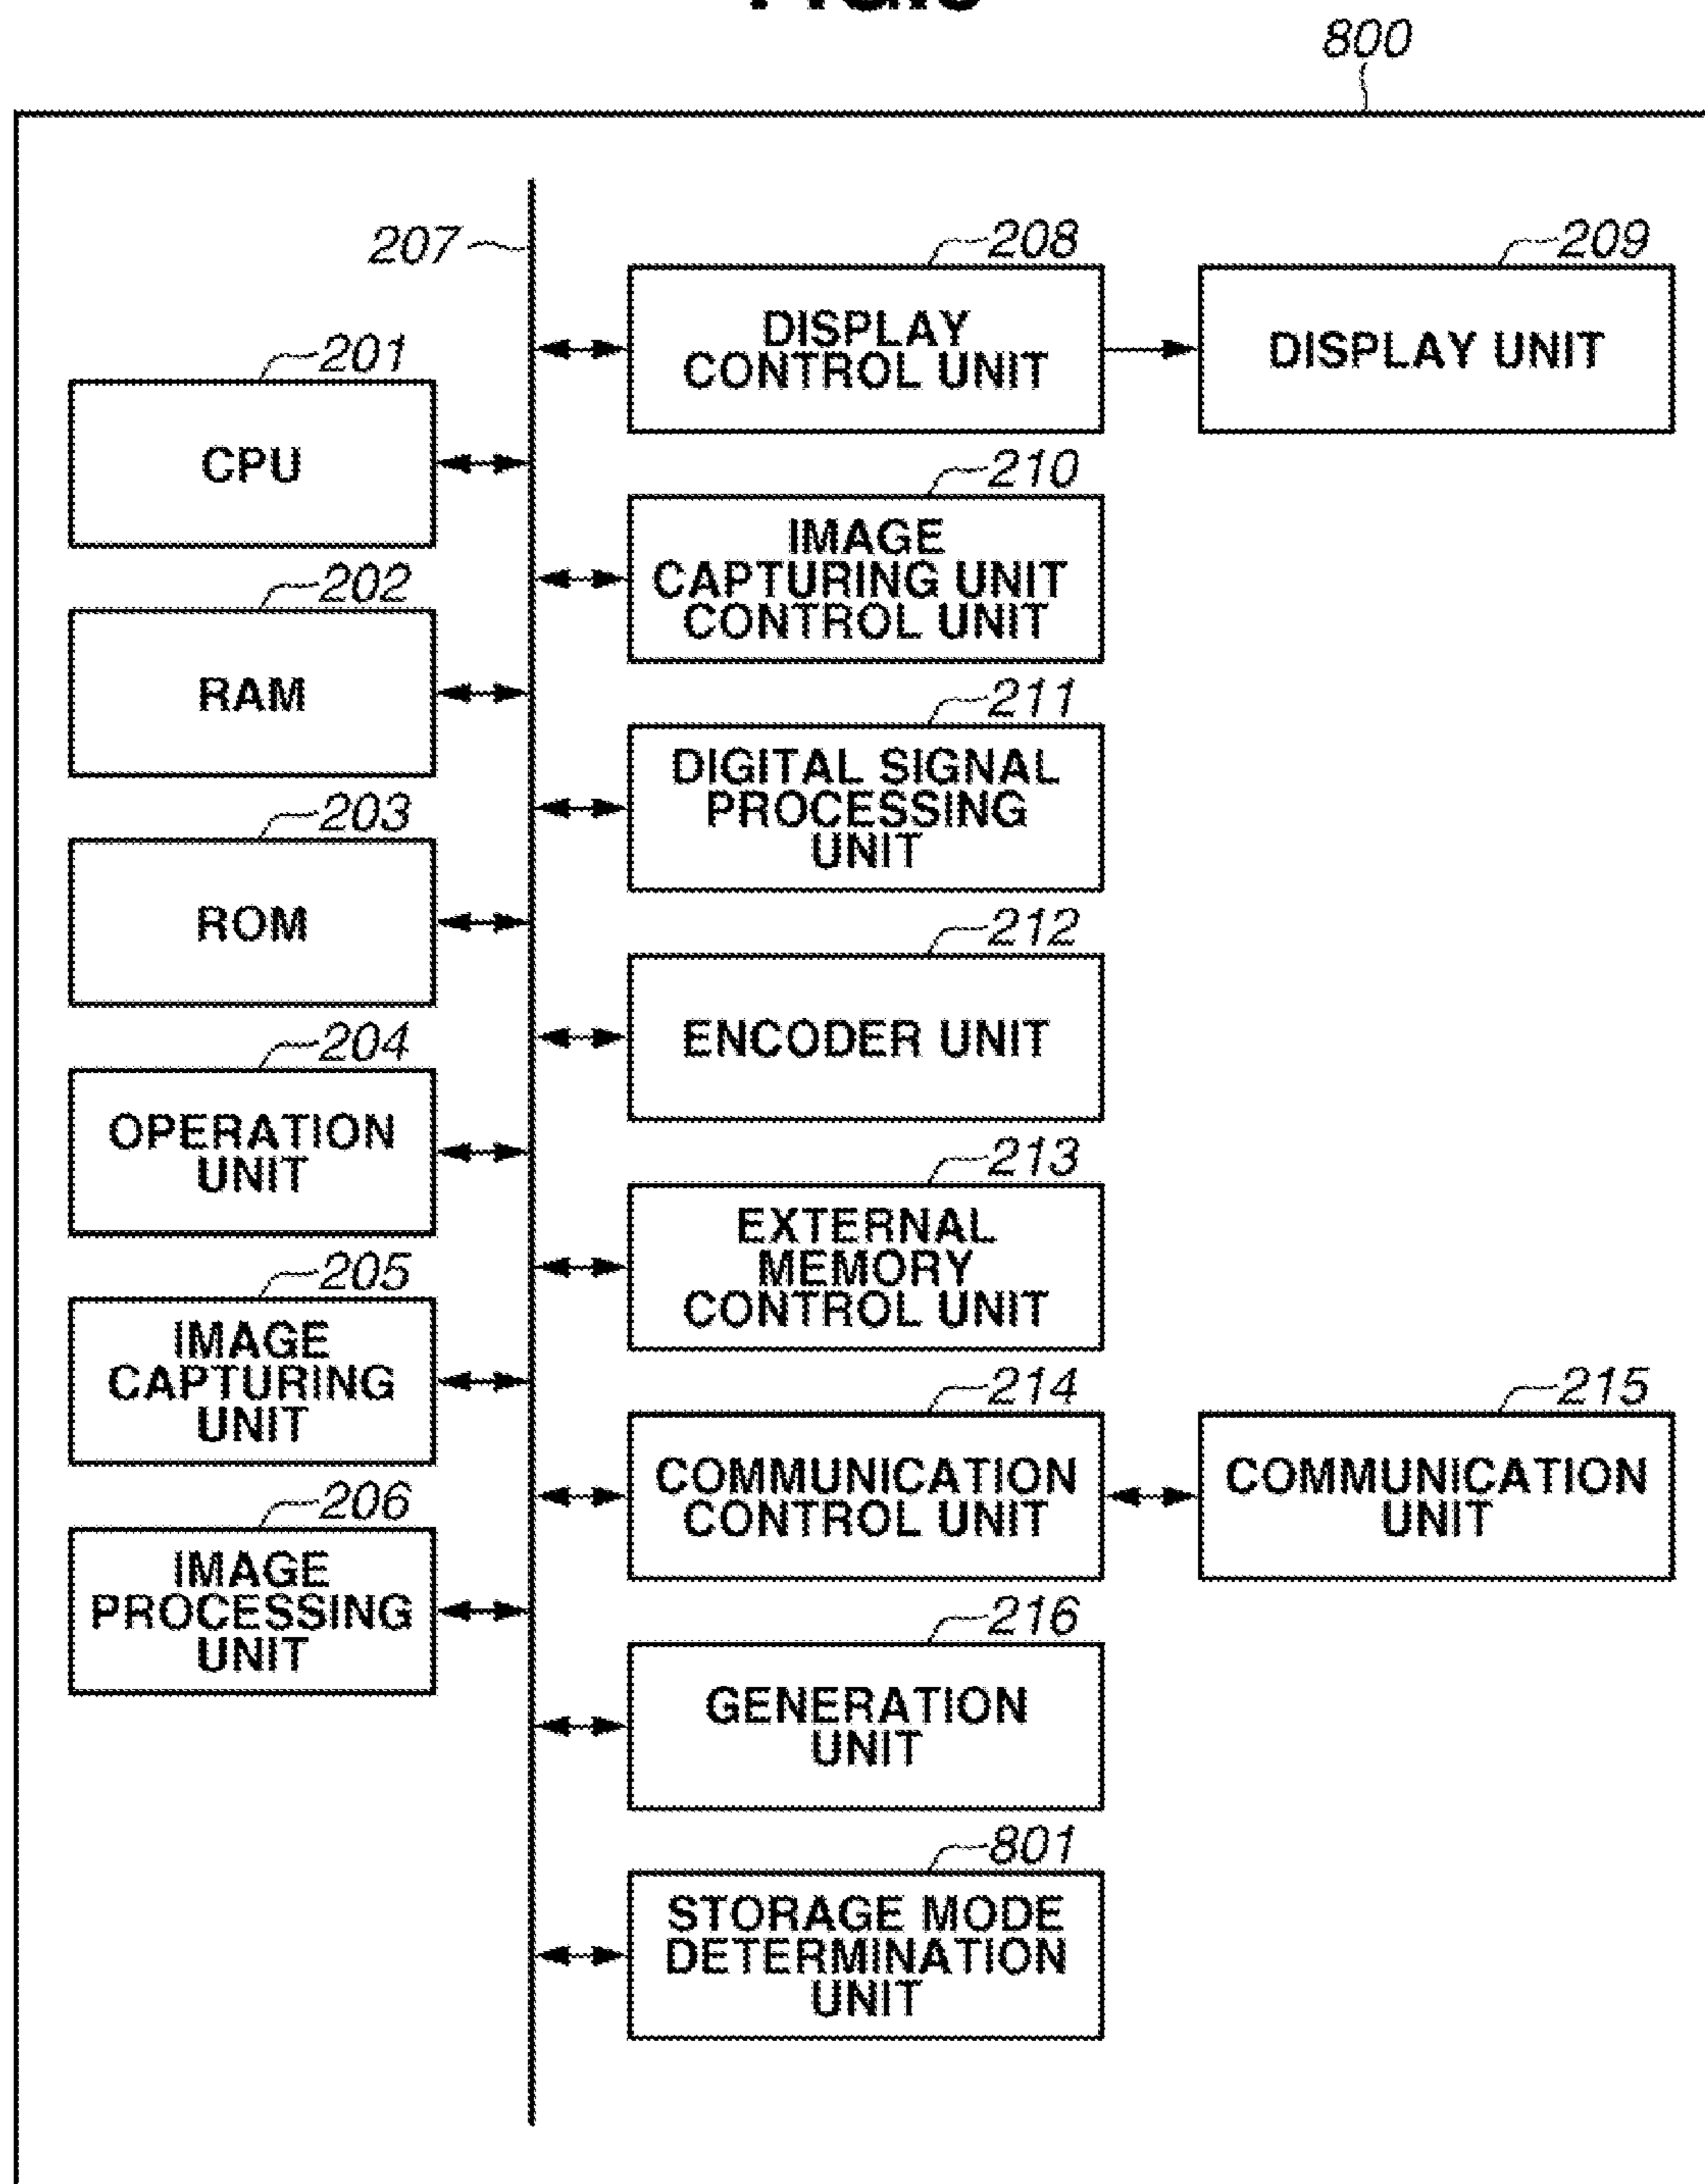 800
207
201
CPU
202
RAM
203
ROM
204
OPERATION
UNIT
205
IMAGE
CAPTURING
UNIT
206
IMAGE
PROCESSING
UNIT
208
DISPLAY
CONTROL UNIT
209
DISPLAY UNIT
210
IMAGE
CAPTURING UNIT
CONTROL UNIT
211
DIGITAL SIGNAL
PROCESSING
UNIT
212
ENCODER UNIT
213
EXTERNAL
MEMORY
CONTROL UNIT
214
COMMUNICATION
CONTROL UNIT
215
COMMUNICATION
UNIT
216
GENERATION
UNIT
801
STORAGE MODE
DETERMINATION
UNIT